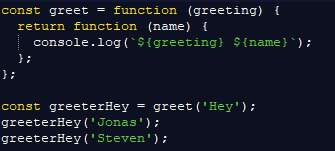 const greet = function (greeting) {
  return function (name) {
    console.log(`${greeting} ${name}`);
  };
};

const greeterHey = greet('Hey');
greeterHey('Jonas');
greeterHey('Steven');